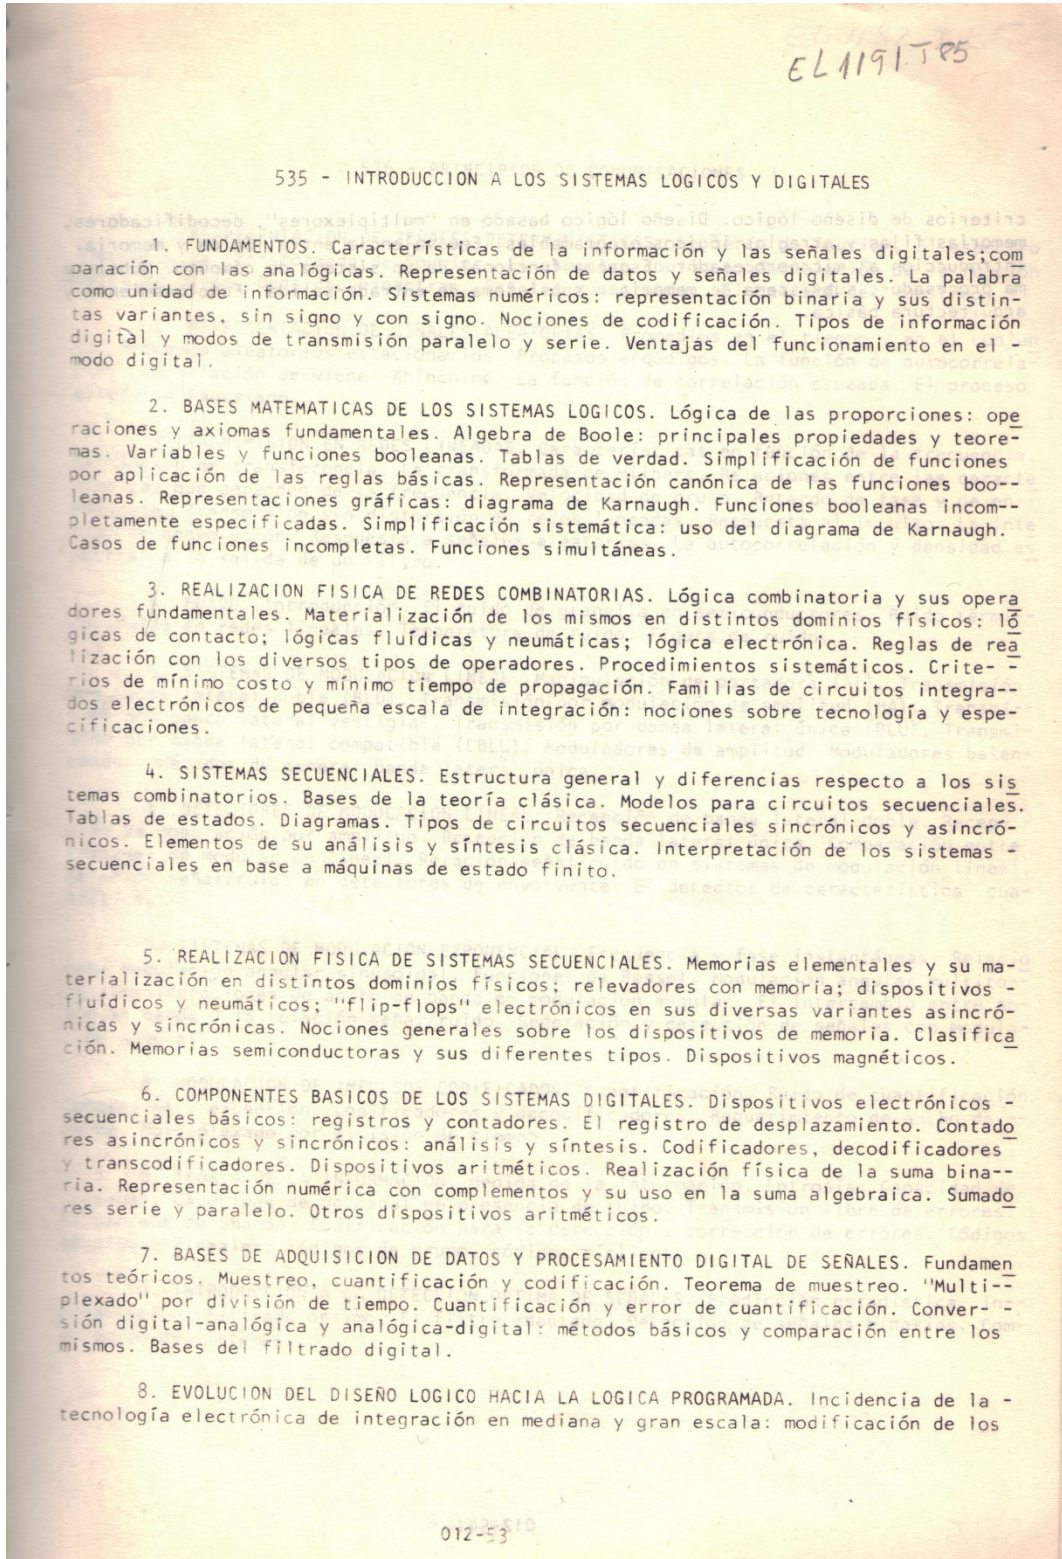 EL1191T85
535 - INTRODUCCION A LOS SISTEMAS LOGICOS Y DIGITALES
1. FUNDAMENTOS. Características de la información y las señales digitales;com
paración con las analógicas. Representación de datos y señales digitales. La palabra
como unidad de información. Sistemas numéricos: representación binaria y sus distin-
tas variantes, sin signo y con signo. Nociones de codificación. Tipos de información
digital y modos de transmisión paralelo y serie. Ventajas del funcionamiento en el -
modo digital.
2. BASES MATEMATICAS DE LOS SISTEMAS LOGICOS. Lógica de las proporciones: ope
raciones y axiomas fundamentales. Algebra de Boole: principales propiedades y teore-
mas. Variables y funciones booleanas. Tablas de verdad. Simplificación de funciones
por aplicación de las reglas básicas. Representación canónica de las funciones boo--
leanas. Representaciones gráficas: diagrama de Karnaugh. Funciones booleanas incom--
pletamente especificadas. Simplificación sistemática: uso del diagrama de Karnaugh.
Casos de funciones incompletas. Funciones simultáneas.
3. REALIZACION FISICA DE REDES COMBINATORIAS. Lógica combinatoria y sus opera
dores fundamentales. Materialización de los mismos en distintos dominios físicos: ló
gicas de contacto; lógicas fluídicas y neumáticas; lógica electrónica. Reglas de rea
lización con los diversos tipos de operadores. Procedimientos sistemáticos. Crite- -
rios de mínimo costo y mínimo tiempo de propagación. Familias de circuitos integra--
dos electrónicos de pequeña escala de integración: nociones sobre tecnología y espe-
cificaciones.
4. SISTEMAS SECUENCIALES. Estructura general y diferencias respecto a los sis
temas combinatorios. Bases de la teoría clásica. Modelos para circuitos secuenciales.
Tablas de estados. Diagramas. Tipos de circuitos secuenciales sincrónicos y asincró-
nicos. Elementos de su análisis y síntesis clásica. Interpretación de los sistemas -
secuenciales en base a máquinas de estado finito.
5. REALIZACION FISICA DE SISTEMAS SECUENCIALES. Memorias elementales y su ma-
terialización en distintos dominios físicos; relevadores con memoria; dispositivos -
fluídicos y neumáticos; "flip-flops" electrónicos en sus diversas variantes asincró-
nicas y sincrónicas. Nociones generales sobre los dispositivos de memoria. Clasifica
ción. Memorias semiconductoras y sus diferentes tipos. Dispositivos magnéticos.
6. COMPONENTES BASICOS DE LOS SISTEMAS DIGITALES. Dispositivos electrónicos -
secuenciales básicos: registros y contadores. El registro de desplazamiento. Contado
res asincrónicos y sincrónicos: análisis y síntesis. Codificadores, decodificadores
y transcodificadores. Dispositivos aritméticos. Realización física de la suma bina--
ria. Representación numérica con complementos y su uso en la suma algebraica. Sumado
res serie y paralelo. Otros dispositivos aritméticos.
7. BASES DE ADQUISICION DE DATOS Y PROCESAMIENTO DIGITAL DE SEÑALES. Fundamen
tos teóricos. Muestreo, cuantificación y codificación. Teorema de muestreo. "Multi--
plexado" por división de tiempo. Cuantificación y error de cuantificación. Conver- -
sión digital-analógica y analógica-digital: métodos básicos y comparación entre los
mismos. Bases del filtrado digital.
8. EVOLUCION DEL DISEÑO LOGICO HACIA LA LOGICA PROGRAMADA. Incidencia de la -
tecnología electrónica de integración en mediana y gran escala: modificación de los
012-53